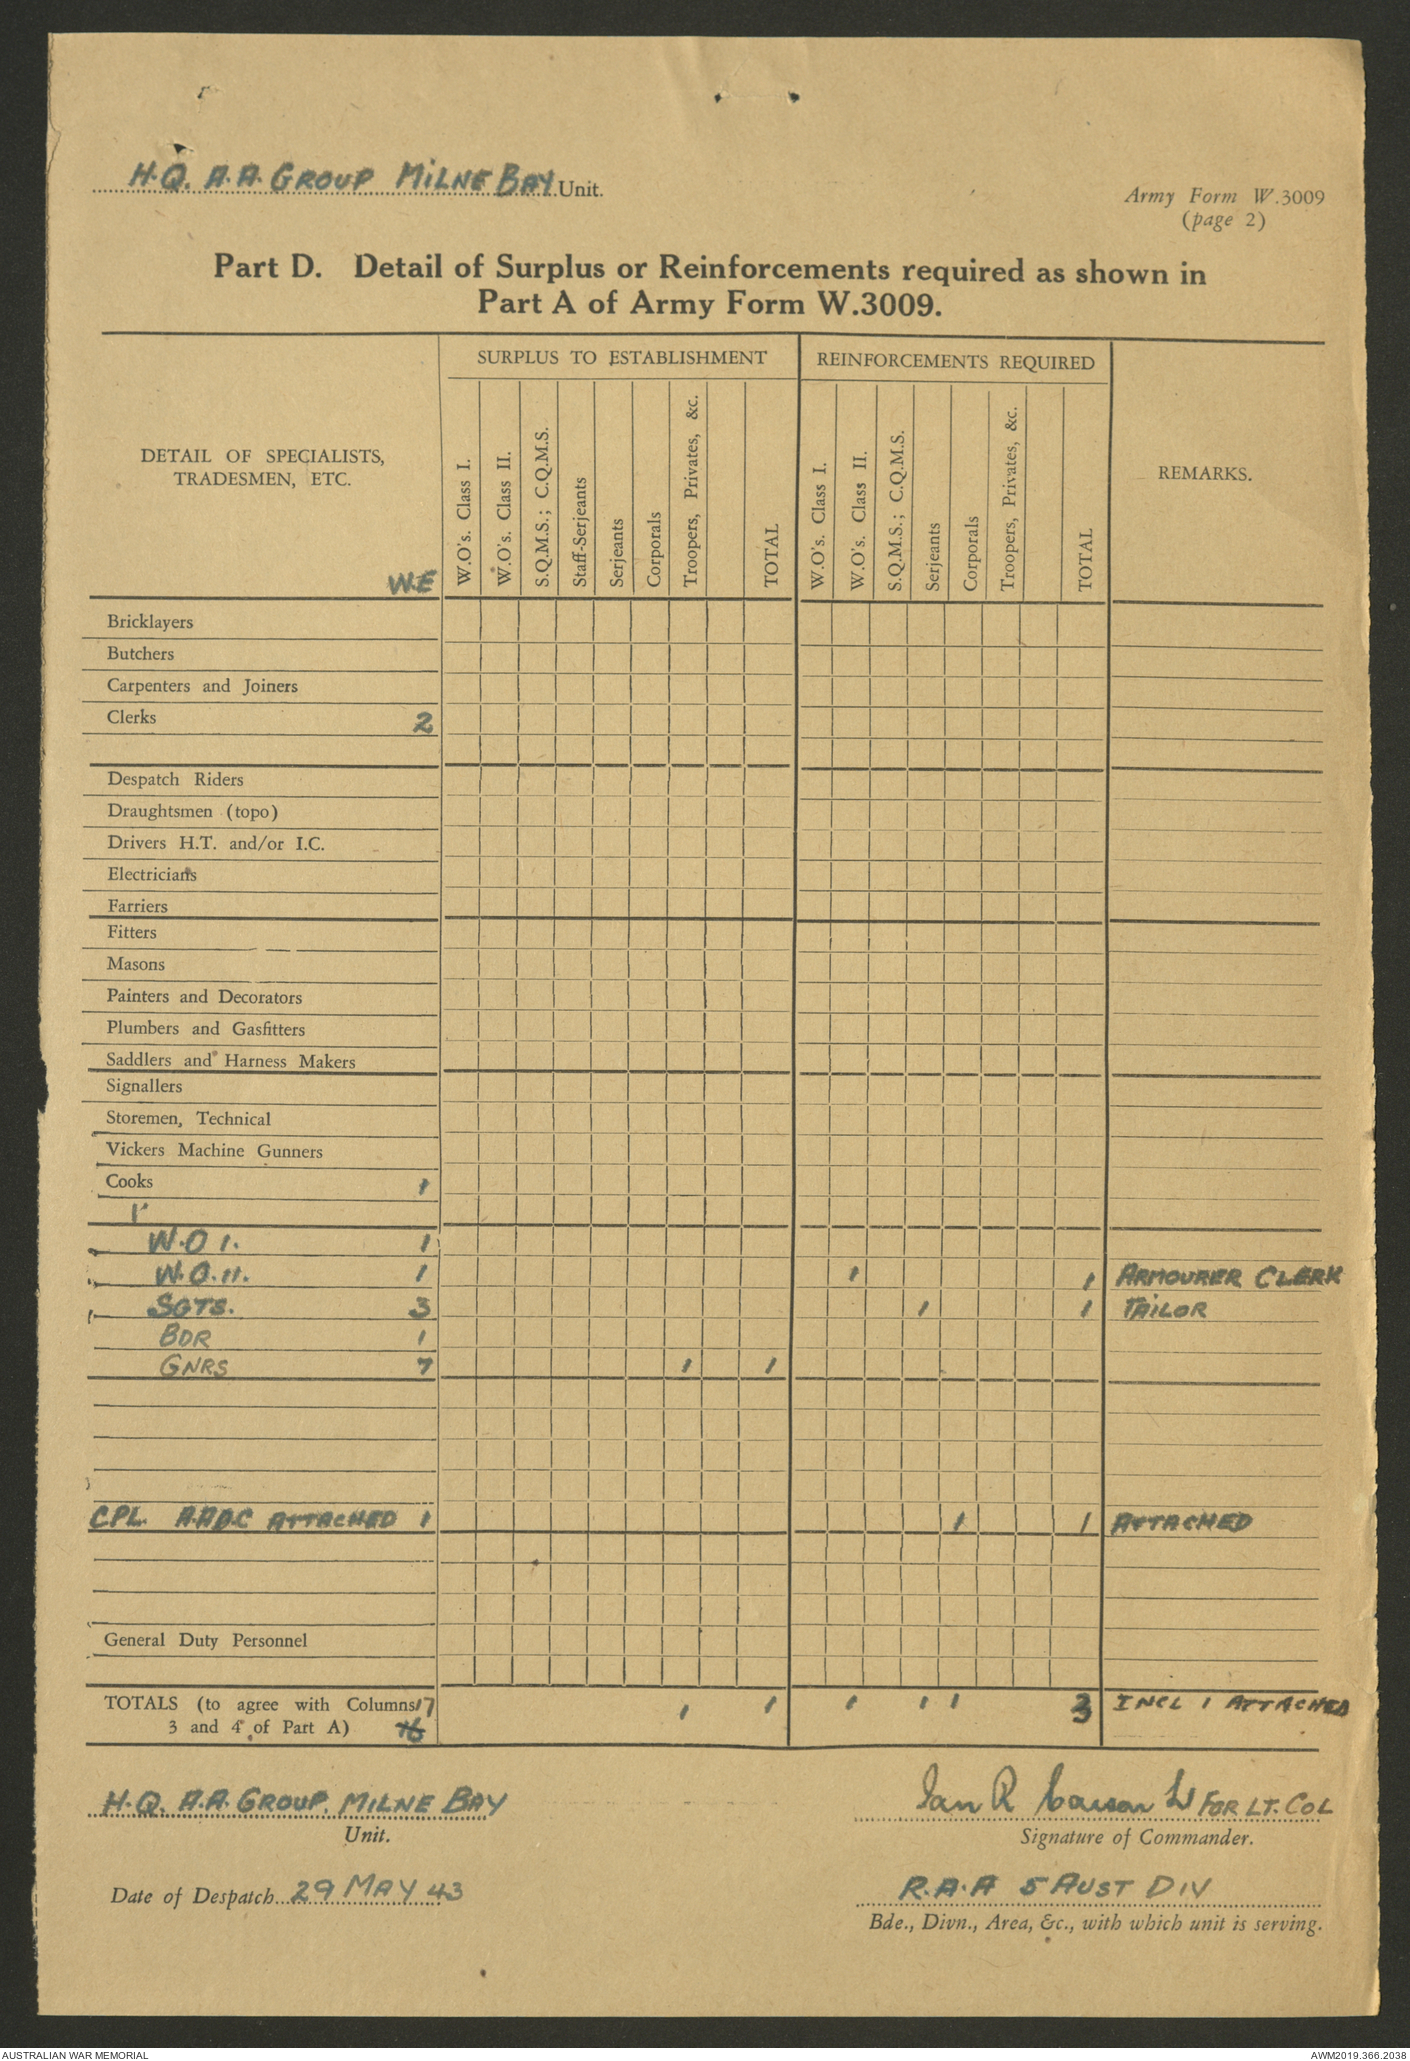 H.Q. A.A. GROUP MILNE BAY Unit.
Army Form W.3009
(page 2)
Part D. Detail of Surplus or Reinforcements required as shown in
Part A of Army Form W.3009.
SURPLUS TO ESTABLISHMENT REINFORCEMENTS REQUIRED
DETAIL OF SPECIALISTS,
TRADESMEN, ETC.
W.E
W.O's. Class I.
W.O's. Class II.
S.Q.M.S.; C.Q.M.S.
Staff-Serjeants
Serjeants
Corporals
Troopers, Privates, &c.
TOTAL
W.O's. Class I.
W.O's. Class II.
S.Q.M.S.; C.Q.M.S.
Serjeants
Corporals
Troopers, Privates, &c.
TOTAL
REMARKS.
Bricklayers
Butchers
Carpenters and Joiners
Clerks 2
Despatch Riders
Draughtsmen (topo)
Drivers H.T. and/or I.C.
Electricians
Farriers
Fitters
Masons
Painters and Decorators
Plumbers and Gasfitters
Saddlers and Harness Makers
Signallers
Storemen, Technical
Vickers Machine Gunners
Cooks 1
W.O 1. 1
W.O.11. 1 1 1 ARMOURER CLERK
SGTS. 3 1 1 TAILOR
BDR 1
GNRS 7 1 1
CPL. A.A.D.C ATTACHED 1 1 1 ATTACHED
General Duty Personnel
TOTALS (to agree with Columns 17 1 1 1 1 1 3 INCL 1 ATTACHED
3 and 4 of Part A) 16
H.Q. A.A. GROUP, MILNE BAY
Unit.
Ian R FOR LT. COL
Signature of Commander.
Date of Despatch 29 MAY 43
R.A.A 5 AUST DIV
Bde., Divn., Area, &c., with which unit is serving.
AUSTRALIAN WAR MEMORIAL
AWM2019.366.2038